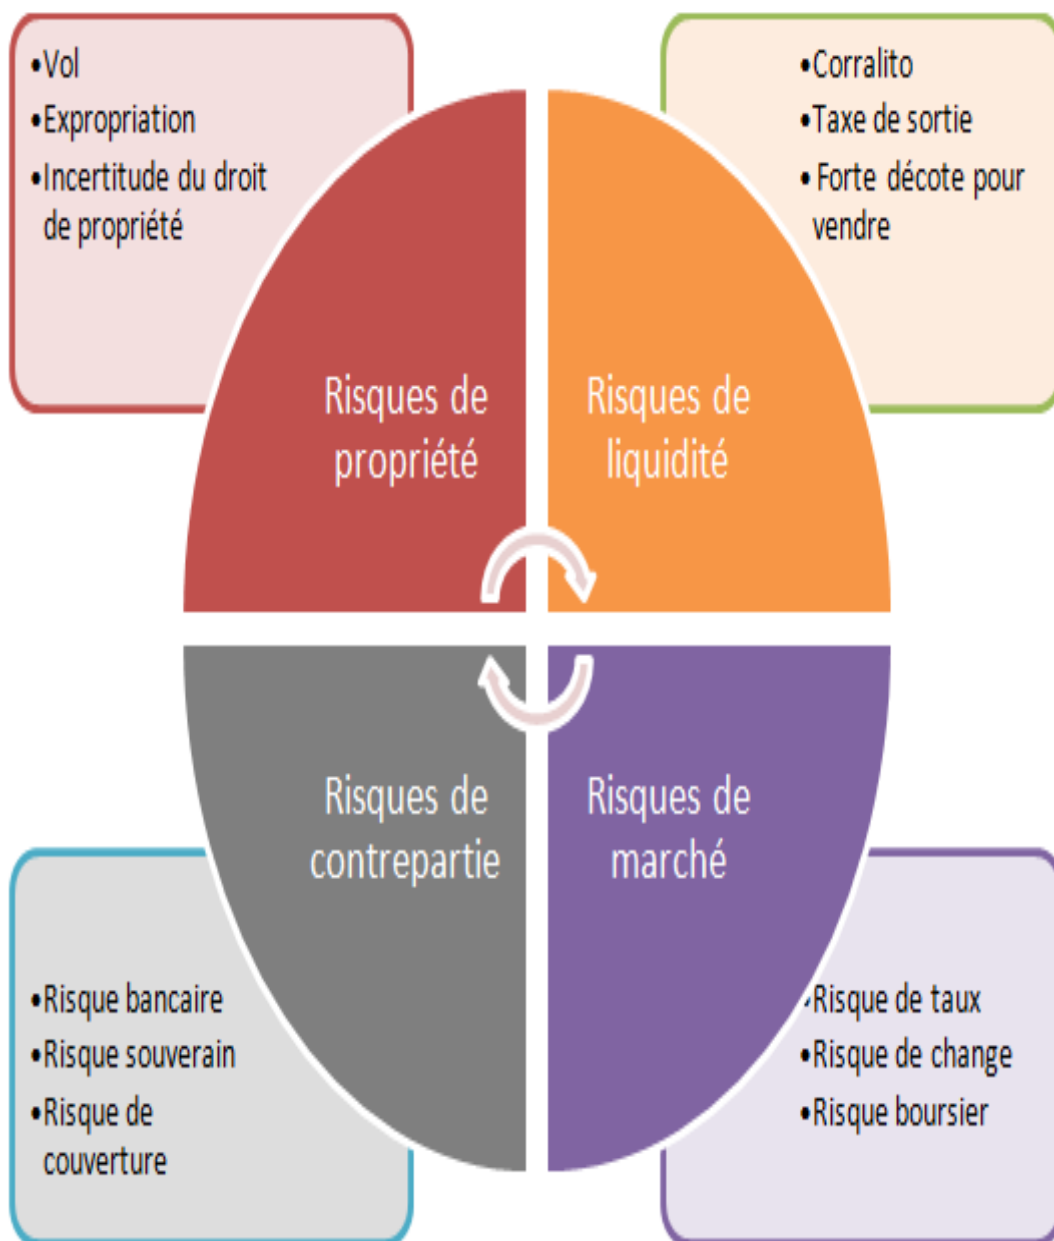 •Vol
•Expropriation
•Incertitude du droit
de propriété
•Corralito
•Taxe de sortie
• Forte décote pour
vendre
Risques de
propriété
Risques de
liquidité
Risques de
contrepartie
Risques de
marché
•Risque bancaire
•Risque souverain
•Risque de
couverture
•Risque de taux
•Risque de change
•Risque boursier